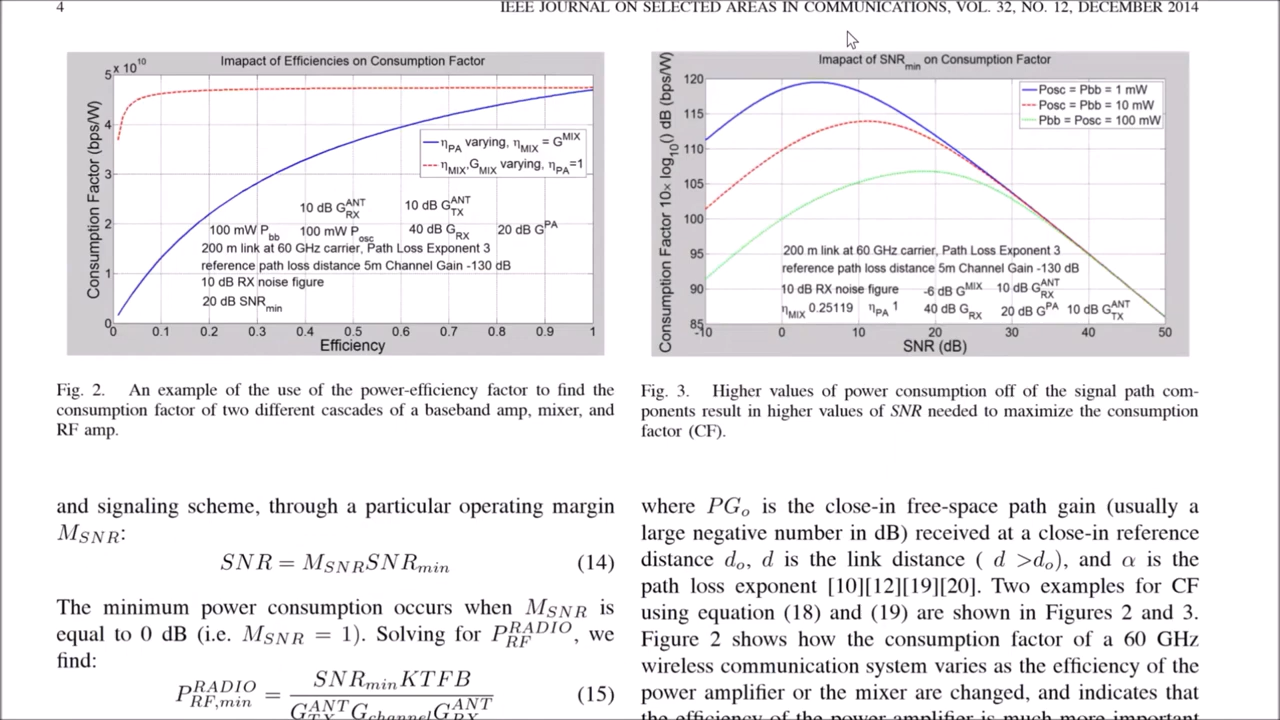 4 IEEE JOURNAL ON SELECTED AREAS IN COMMUNICATIONS, VOL. 32, NO. 12, DECEMBER 2014
Imapact of Efficiencies on Consumption Factor
5 x 10^10
4
3
2
1
0
Consumption Factor (bps/W)
η_PA varying, η_MIX = G^MIX
η_MIX,G_MIX varying, η_PA=1
10 dB G_RX^ANT 10 dB G_TX^ANT
100 mW P_bb 100 mW P_osc 40 dB G_RX 20 dB G^PA
200 m link at 60 GHz carrier, Path Loss Exponent 3
reference path loss distance 5m Channel Gain -130 dB
10 dB RX noise figure
20 dB SNR_min
0 0.1 0.2 0.3 0.4 0.5 0.6 0.7 0.8 0.9 1
Efficiency
Fig. 2. An example of the use of the power-efficiency factor to find the
consumption factor of two different cascades of a baseband amp, mixer, and
RF amp.
and signaling scheme, through a particular operating margin
M_SNR:
SNR = M_SNR SNR_min (14)
The minimum power consumption occurs when M_SNR is
equal to 0 dB (i.e. M_SNR = 1). Solving for P_RF^RADIO, we
find:
P_RF,min^RADIO = SNR_min KTFB (15)
G_TX^ANT G_channel G_RX^ANT
Imapact of SNR_min on Consumption Factor
120
115
110
105
100
95
90
85
Consumption Factor 10× log_10() dB (bps/W)
Posc = Pbb = 1 mW
Posc = Pbb = 10 mW
Pbb = Posc = 100 mW
200 m link at 60 GHz carrier, Path Loss Exponent 3
reference path loss distance 5m Channel Gain -130 dB
10 dB RX noise figure -6 dB G^MIX 10 dB G_RX^ANT
η_MIX 0.25119 η_PA 1 40 dB G_RX 20 dB G^PA 10 dB G_TX^ANT
-10 0 10 20 30 40 50
SNR (dB)
Fig. 3. Higher values of power consumption off of the signal path com-
ponents result in higher values of SNR needed to maximize the consumption
factor (CF).
where PG_o is the close-in free-space path gain (usually a
large negative number in dB) received at a close-in reference
distance d_o, d is the link distance ( d >d_o), and α is the
path loss exponent [10][12][19][20]. Two examples for CF
using equation (18) and (19) are shown in Figures 2 and 3.
Figure 2 shows how the consumption factor of a 60 GHz
wireless communication system varies as the efficiency of the
power amplifier or the mixer are changed, and indicates that
the efficiency of the power amplifier is much more important